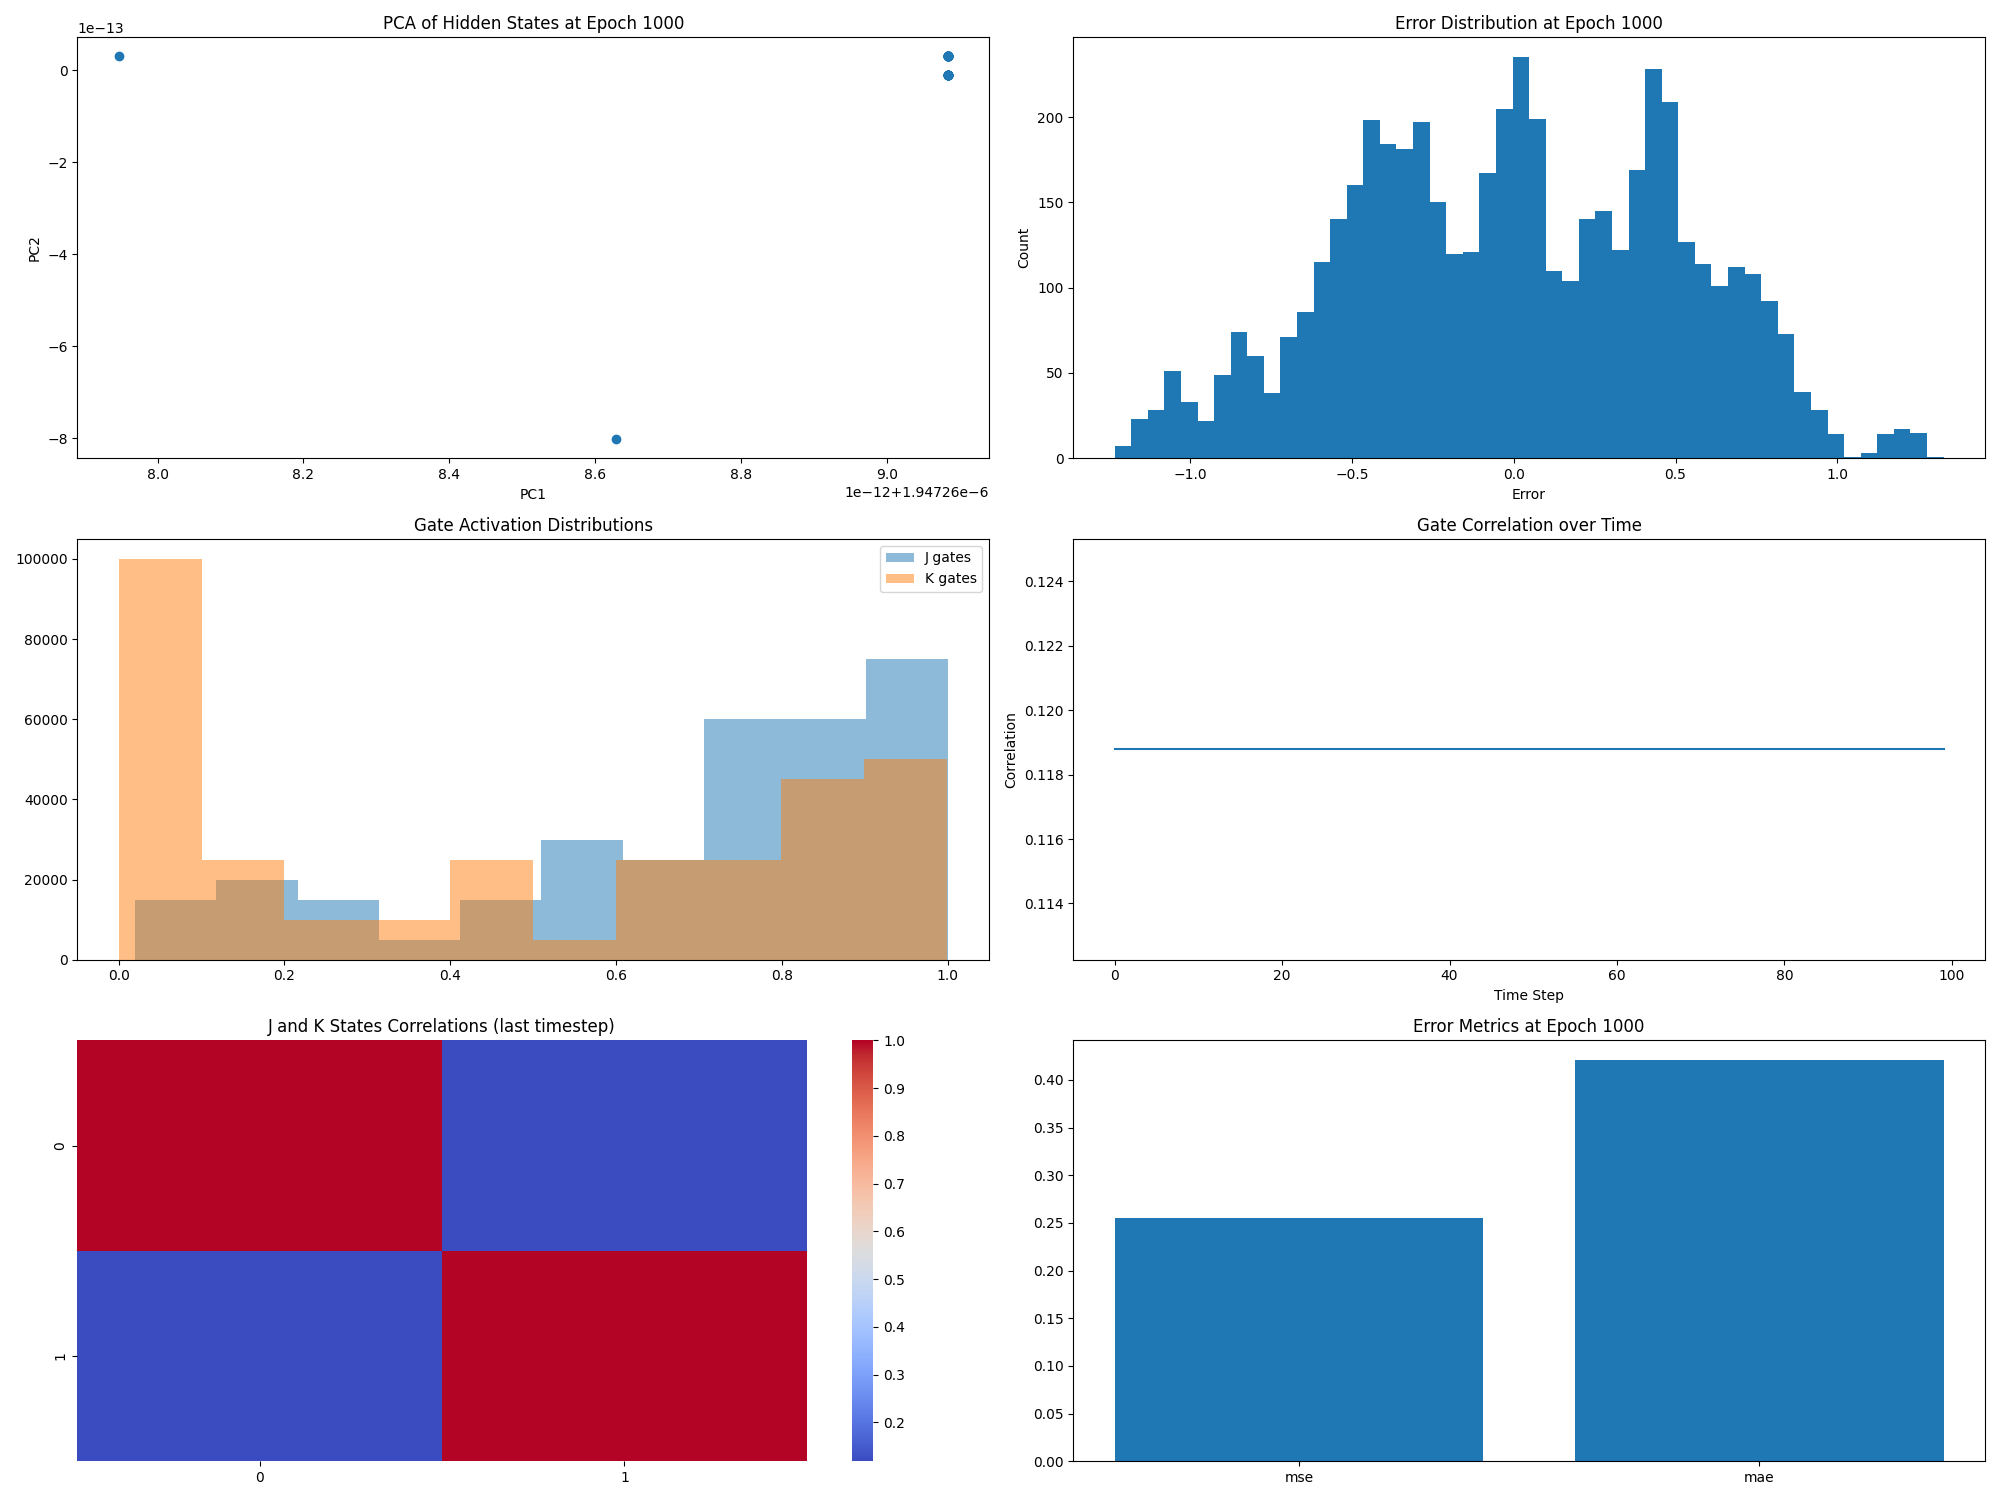 PCA of Hidden States at Epoch 1000
1e−13
0
−2
−4
−6
−8
PC2
8.0 8.2 8.4 8.6 8.8 9.0
PC1
1e−12+1.94726e−6
Error Distribution at Epoch 1000
200
150
100
50
0
Count
−1.0 −0.5 0.0 0.5 1.0
Error
Gate Activation Distributions
J gates
K gates
100000
80000
60000
40000
20000
0
0.0 0.2 0.4 0.6 0.8 1.0
Gate Correlation over Time
0.124
0.122
0.120
0.118
0.116
0.114
Correlation
0 20 40 60 80 100
Time Step
J and K States Correlations (last timestep)
0
1
0 1
1.0
0.9
0.8
0.7
0.6
0.5
0.4
0.3
0.2
Error Metrics at Epoch 1000
0.40
0.35
0.30
0.25
0.20
0.15
0.10
0.05
0.00
mse mae